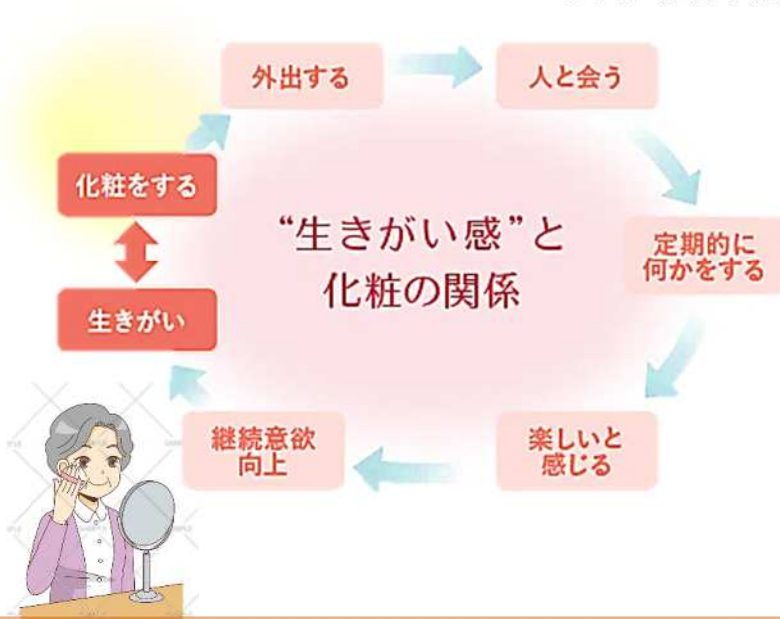 外出する
人と会う
化粧をする
“生きがい感”と
化粧の関係
定期的に
何かをする
生きがい
継続意欲
向上
楽しいと
感じる